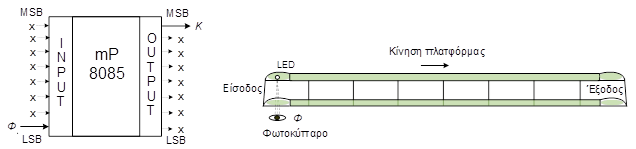 MSB MSB
x K
x x
x x
x x
x x
x x
x x
Φ x
LSB LSB
INPUT
mP
8085
OUTPUT
Κίνηση πλατφόρμας
LED
Είσοδος
Έξοδος
Φ
Φωτοκύτταρο